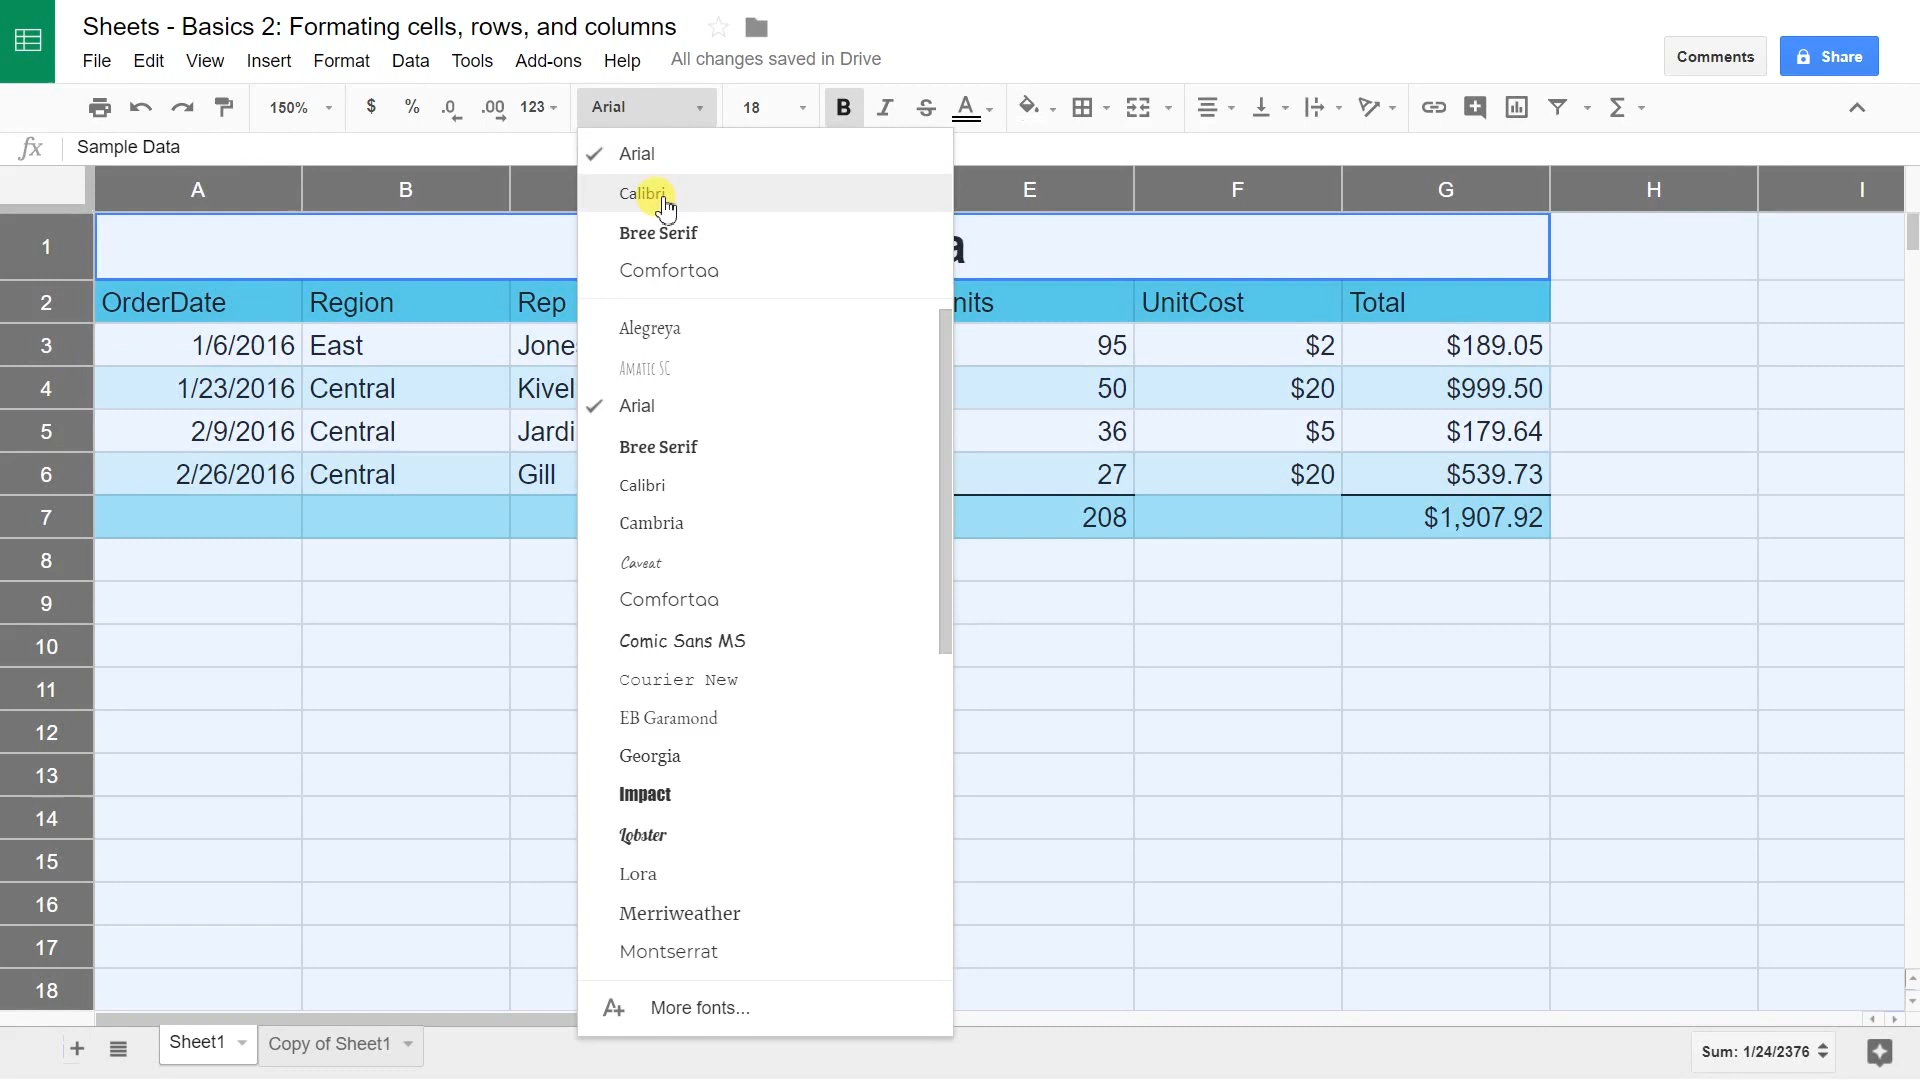 Sheets - Basics 2: Formating cells, rows, and columns
File Edit View Insert Format Data Tools Add-ons Help All changes saved in Drive
Comments Share
150% $ % .0 .00 123 Arial 18 B I S A Σ
fx Sample Data
A B E F G H I
1 a
2 OrderDate Region Rep nits UnitCost Total
3 1/6/2016 East Jone 95 $2 $189.05
4 1/23/2016 Central Kivel 50 $20 $999.50
5 2/9/2016 Central Jardi 36 $5 $179.64
6 2/26/2016 Central Gill 27 $20 $539.73
7 208 $1,907.92
8
9
10
11
12
13
14
15
16
17
18
Arial
Calibri
Bree Serif
Comfortaa
Alegreya
Amatic SC
Arial
Bree Serif
Calibri
Cambria
Caveat
Comfortaa
Comic Sans MS
Courier New
EB Garamond
Georgia
Impact
Lobster
Lora
Merriweather
Montserrat
More fonts...
Sheet1 Copy of Sheet1 Sum: 1/24/2376